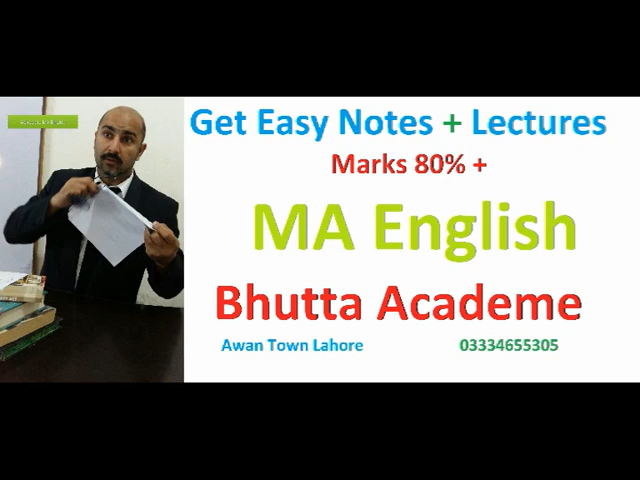 Get Easy Notes + Lectures
Marks 80% +
MA English
Bhutta Academe
Awan Town Lahore 03334655305